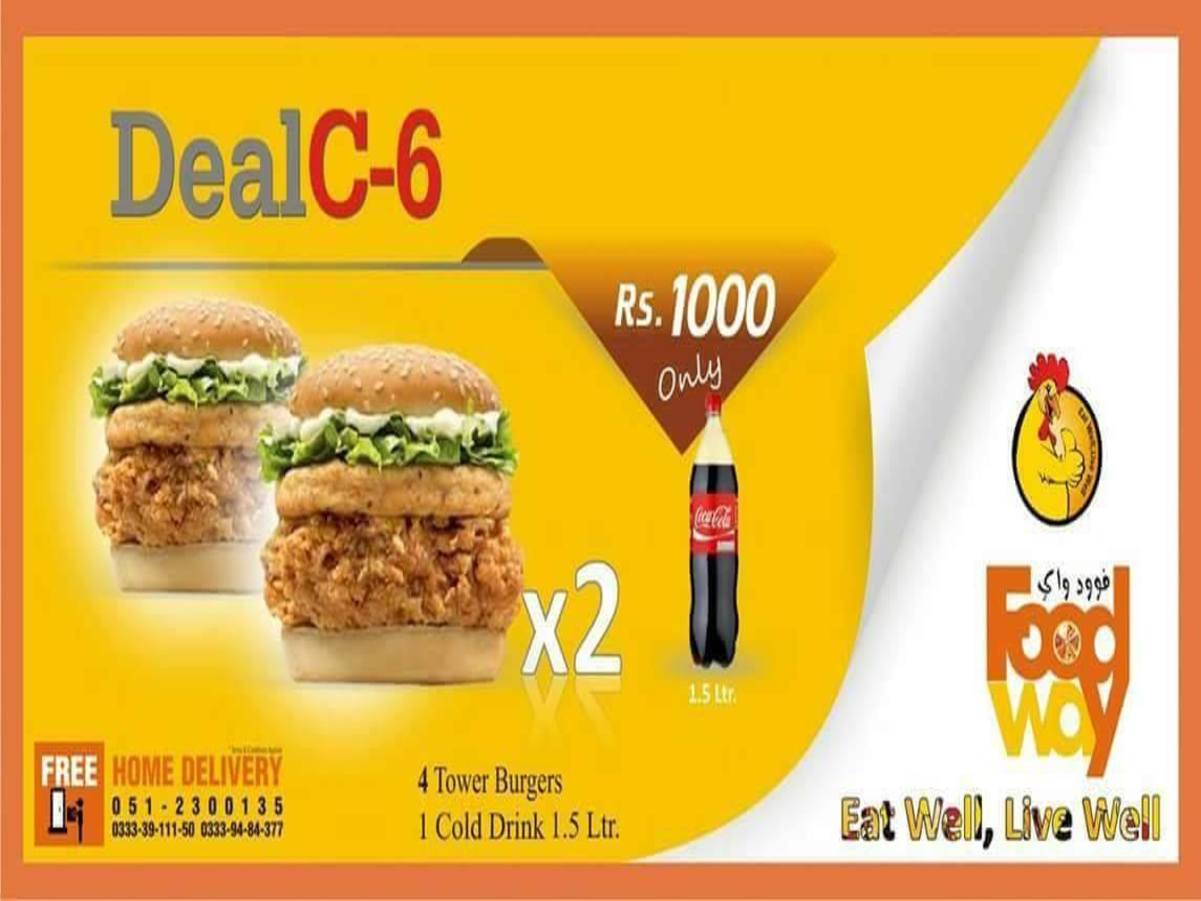 DealC-6
Rs. 1000
Only
Coca-Cola
x2
1.5 Ltr.
فوود واي
Food
way
Eat Well, Live Well
FREE
HOME DELIVERY
051-2300135
0333-39-111-50 0333-94-84-377
4 Tower Burgers
1 Cold Drink 1.5 Ltr.